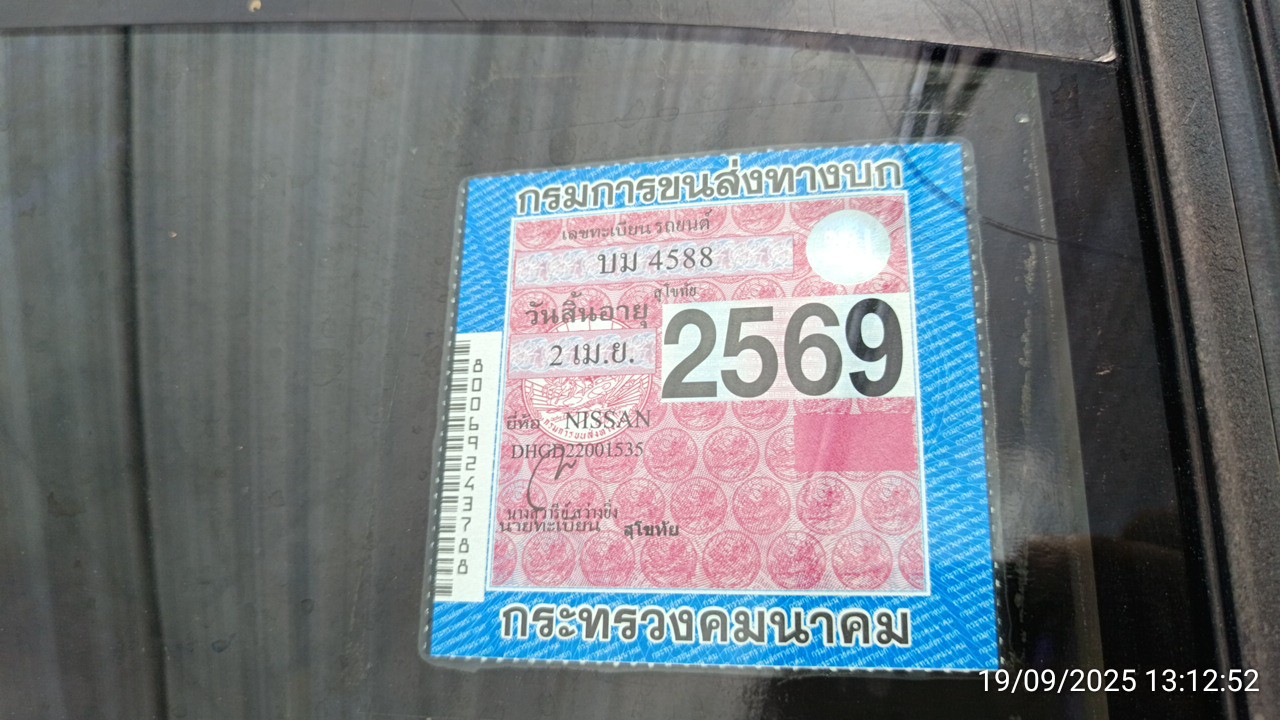 กรมการขนส่งทางบก
เลขทะเบียน รถยนต์
บม 4588
สุโขทัย
วันสิ้นอายุ
2 เม.ย.
2569
ยี่ห้อ NISSAN
DHGD22001535
นายทะเบียน สุโขทัย
80069243788
กระทรวงคมนาคม
19/09/2025 13:12:52